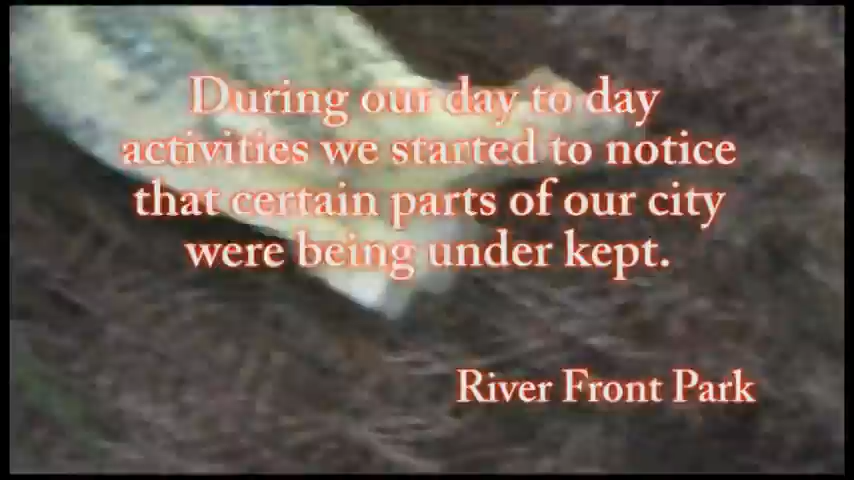 During our day to day
activities we started to notice
that certain parts of our city
were being under kept.
River Front Park